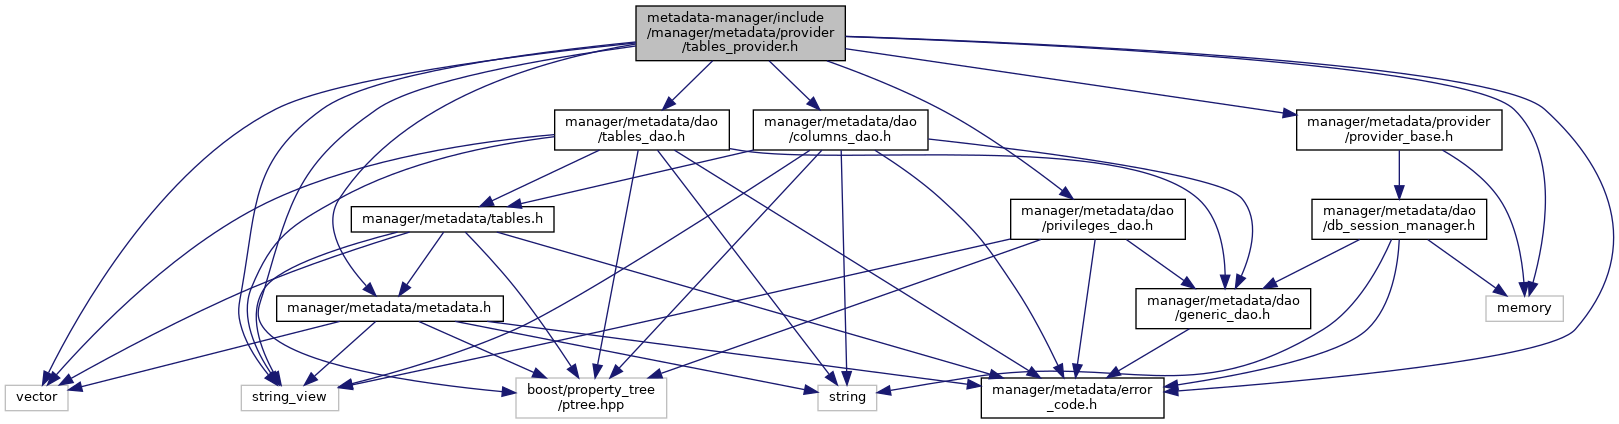 metadata-manager/include
/manager/metadata/provider
/tables_provider.h
manager/metadata/dao
/tables_dao.h
manager/metadata/dao
/columns_dao.h
manager/metadata/provider
/provider_base.h
manager/metadata/tables.h
manager/metadata/dao
/privileges_dao.h
manager/metadata/dao
/db_session_manager.h
manager/metadata/metadata.h
manager/metadata/dao
/generic_dao.h
memory
vector
string_view
boost/property_tree
/ptree.hpp
string
manager/metadata/error
_code.h